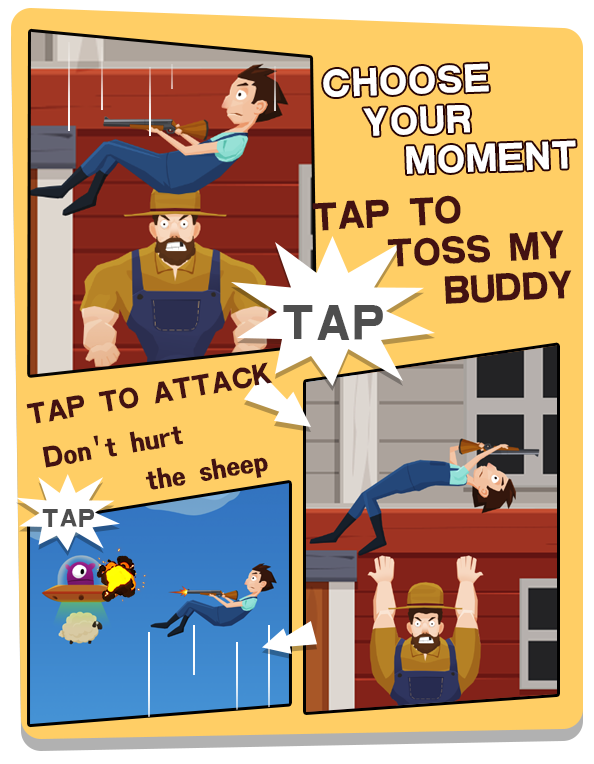 CHOOSE
YOUR
MOMENT
TAP TO
TOSS MY
BUDDY
TAP
TAP TO ATTACK
Don't hurt
the sheep
TAP